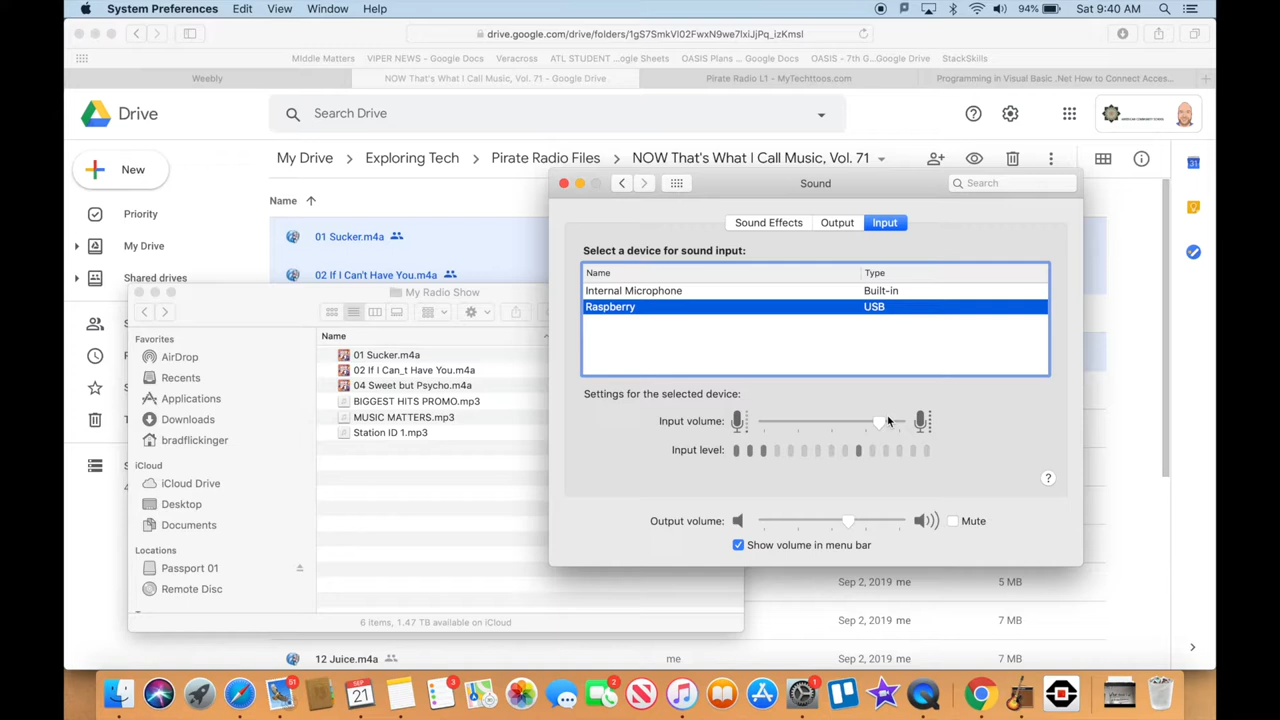 System Preferences Edit View Window Help 94% Sat 9:40 AM
drive.google.com/drive/folders/1gS7SmkVI02FwxN9we7lxiJjPq_izKmsl
Middle Matters VIPER NEWS - Google Docs Veracross ATL STUDENT ...ogle Sheets OASIS Plans ... Google Docs OASIS - 7th G...Google Drive StackSkills
Weebly NOW That's What I Call Music, Vol. 71 - Google Drive Pirate Radio L1 - MyTechttoos.com Programming in Visual Basic .Net How to Connect Acces...
Drive Search Drive
New My Drive Exploring Tech Pirate Radio Files NOW That's What I Call Music, Vol. 71
Name
Priority
My Drive
Shared drives
01 Sucker.m4a
02 If I Can't Have You.m4a
Sound Search
Sound Effects Output Input
Select a device for sound input:
Name Type
Internal Microphone Built-in
Raspberry USB
Settings for the selected device:
Input volume:
Input level:
?
Output volume: Mute
Show volume in menu bar
My Radio Show
Favorites
AirDrop
Recents
Applications
Downloads
bradflickinger
iCloud
iCloud Drive
Desktop
Documents
Locations
Passport 01
Remote Disc
Name
01 Sucker.m4a
02 If I Can_t Have You.m4a
04 Sweet but Psycho.m4a
BIGGEST HITS PROMO.mp3
MUSIC MATTERS.mp3
Station ID 1.mp3
6 items, 1.47 TB available on iCloud
Sep 2, 2019 me 5 MB
Sep 2, 2019 me 7 MB
12 Juice.m4a me Sep 2, 2019 me 7 MB
51 SEP 21 3 2 1